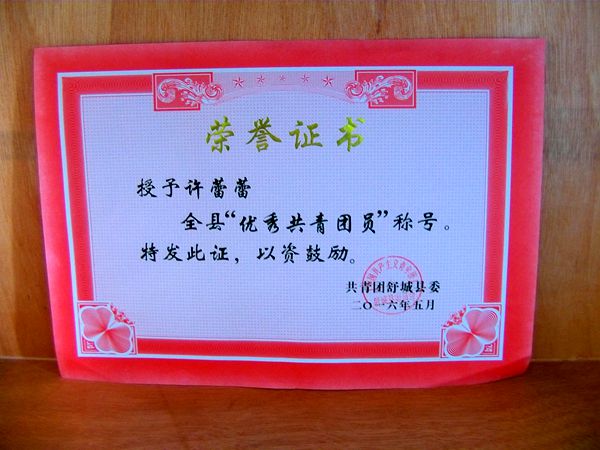 荣誉证书
授予许蕾蕾
全县“优秀共青团员”称号。
特发此证，以资鼓励。
共青团舒城县委
二〇一六年五月